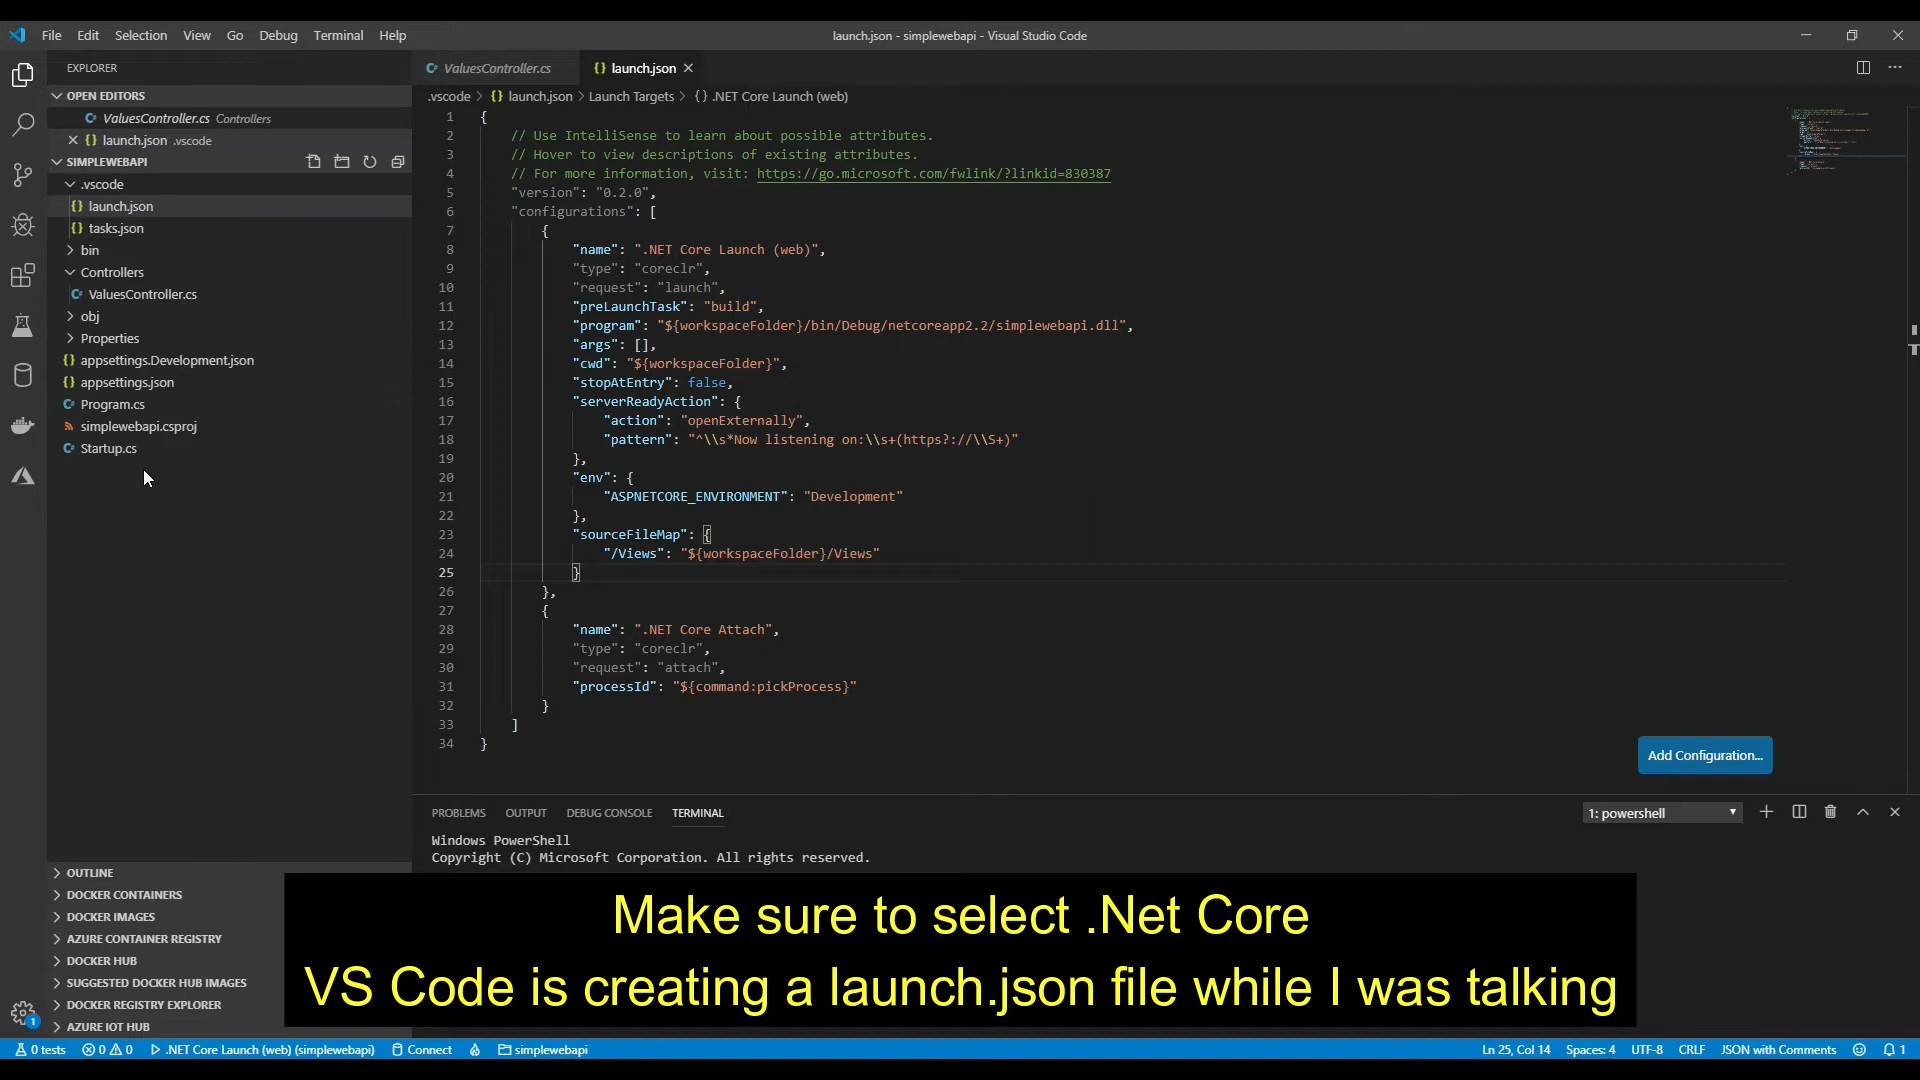 File Edit Selection View Go Debug Terminal Help
launch.json - simplewebapi - Visual Studio Code
EXPLORER
OPEN EDITORS
ValuesController.cs Controllers
launch.json .vscode
SIMPLEWEBAPI
.vscode
launch.json
tasks.json
bin
Controllers
ValuesController.cs
obj
Properties
appsettings.Development.json
appsettings.json
Program.cs
simplewebapi.csproj
Startup.cs
OUTLINE
DOCKER CONTAINERS
DOCKER IMAGES
AZURE CONTAINER REGISTRY
DOCKER HUB
SUGGESTED DOCKER HUB IMAGES
DOCKER REGISTRY EXPLORER
AZURE IOT HUB
1
ValuesController.cs
launch.json
.vscode > {} launch.json > Launch Targets > {} .NET Core Launch (web)
1 {
2 // Use IntelliSense to learn about possible attributes.
3 // Hover to view descriptions of existing attributes.
4 // For more information, visit: https://go.microsoft.com/fwlink/?linkid=830387
5 "version": "0.2.0",
6 "configurations": [
7 {
8 "name": ".NET Core Launch (web)",
9 "type": "coreclr",
10 "request": "launch",
11 "preLaunchTask": "build",
12 "program": "${workspaceFolder}/bin/Debug/netcoreapp2.2/simplewebapi.dll",
13 "args": [],
14 "cwd": "${workspaceFolder}",
15 "stopAtEntry": false,
16 "serverReadyAction": {
17 "action": "openExternally",
18 "pattern": "^\\s*Now listening on:\\s+(https?://\\S+)"
19 },
20 "env": {
21 "ASPNETCORE_ENVIRONMENT": "Development"
22 },
23 "sourceFileMap": {
24 "/Views": "${workspaceFolder}/Views"
25 }
26 },
27 {
28 "name": ".NET Core Attach",
29 "type": "coreclr",
30 "request": "attach",
31 "processId": "${command:pickProcess}"
32 }
33 ]
34 }
Add Configuration...
PROBLEMS OUTPUT DEBUG CONSOLE TERMINAL
1: powershell
Windows PowerShell
Copyright (C) Microsoft Corporation. All rights reserved.
Make sure to select .Net Core
VS Code is creating a launch.json file while I was talking
0 tests 0 0 .NET Core Launch (web) (simplewebapi) Connect simplewebapi
Ln 25, Col 14 Spaces: 4 UTF-8 CRLF JSON with Comments 1